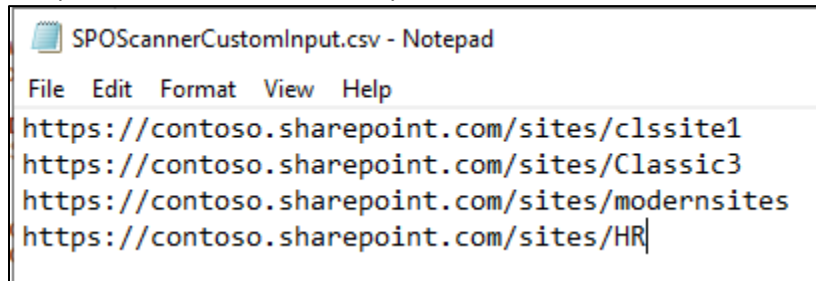 SPOScannerCustomInput.csv - Notepad
File Edit Format View Help
https://contoso.sharepoint.com/sites/clssite1
https://contoso.sharepoint.com/sites/Classic3
https://contoso.sharepoint.com/sites/modernsites
https://contoso.sharepoint.com/sites/HR